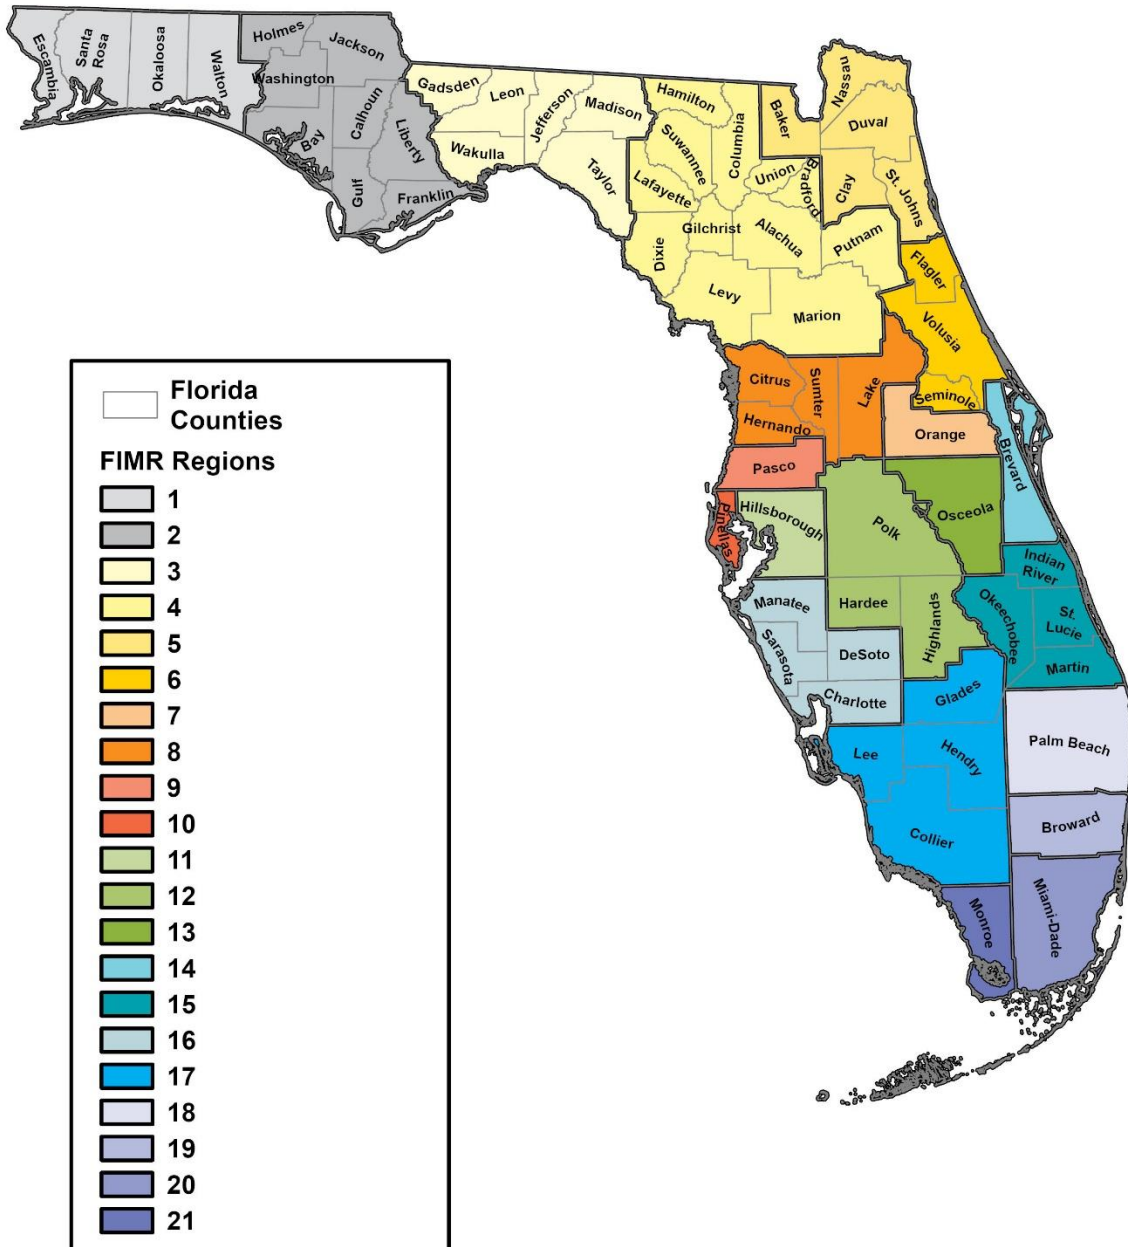 Escambia
Santa
Rosa
Okaloosa
Walton
Holmes
Jackson
Washington
Bay
Calhoun
Liberty
Gulf
Franklin
Gadsden
Leon
Jefferson
Madison
Wakulla
Taylor
Hamilton
Suwannee
Columbia
Lafayette
Union
Bradford
Gilchrist
Dixie
Alachua
Putnam
Levy
Marion
Baker
Nassau
Duval
Clay
St. Johns
Flagler
Volusia
Seminole
Citrus
Sumter
Lake
Hernando
Orange
Brevard
Pasco
Pinellas
Hillsborough
Polk
Osceola
Indian
River
Manatee
Hardee
Highlands
Okeechobee
St.
Lucie
Sarasota
DeSoto
Martin
Charlotte
Glades
Lee
Hendry
Palm Beach
Collier
Broward
Monroe
Miami-Dade
Florida
Counties
FIMR Regions
1
2
3
4
5
6
7
8
9
10
11
12
13
14
15
16
17
18
19
20
21